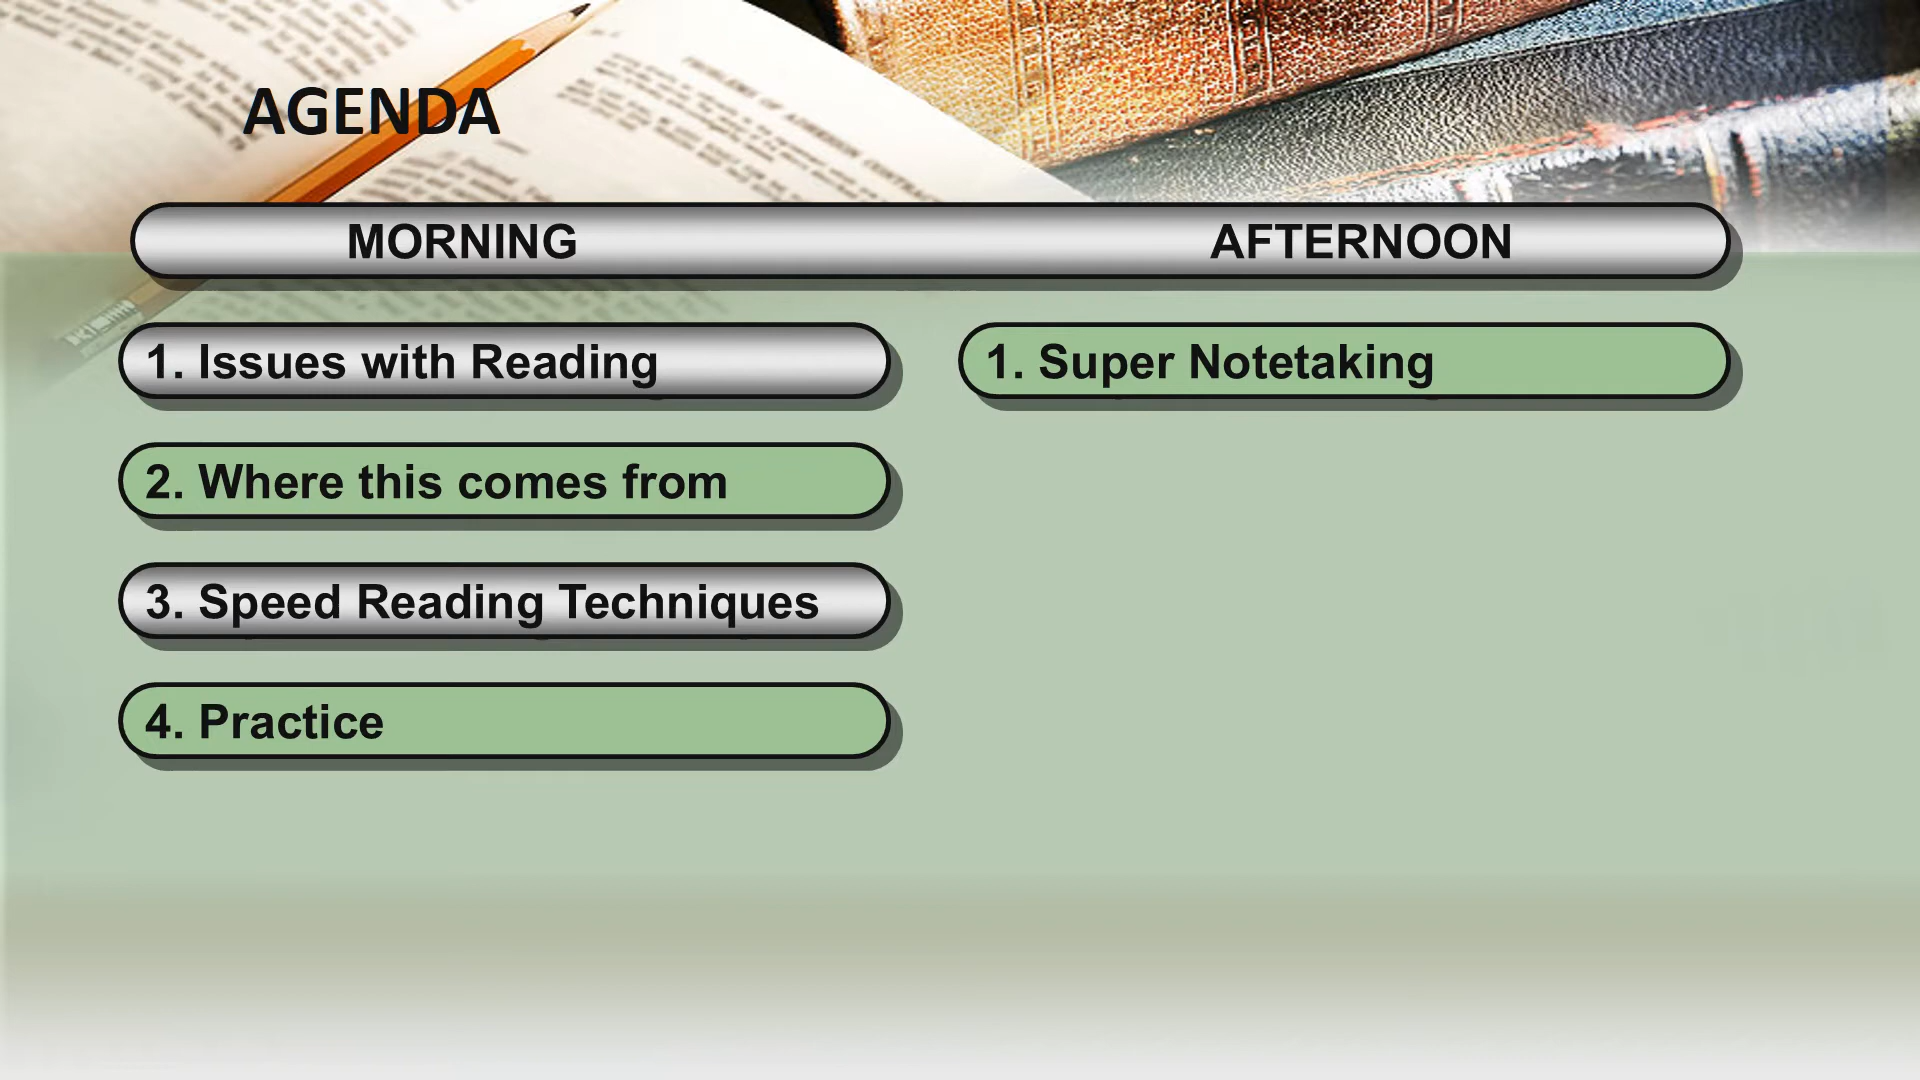 AGENDA
MORNING AFTERNOON
1. Issues with Reading
2. Where this comes from
3. Speed Reading Techniques
4. Practice
1. Super Notetaking